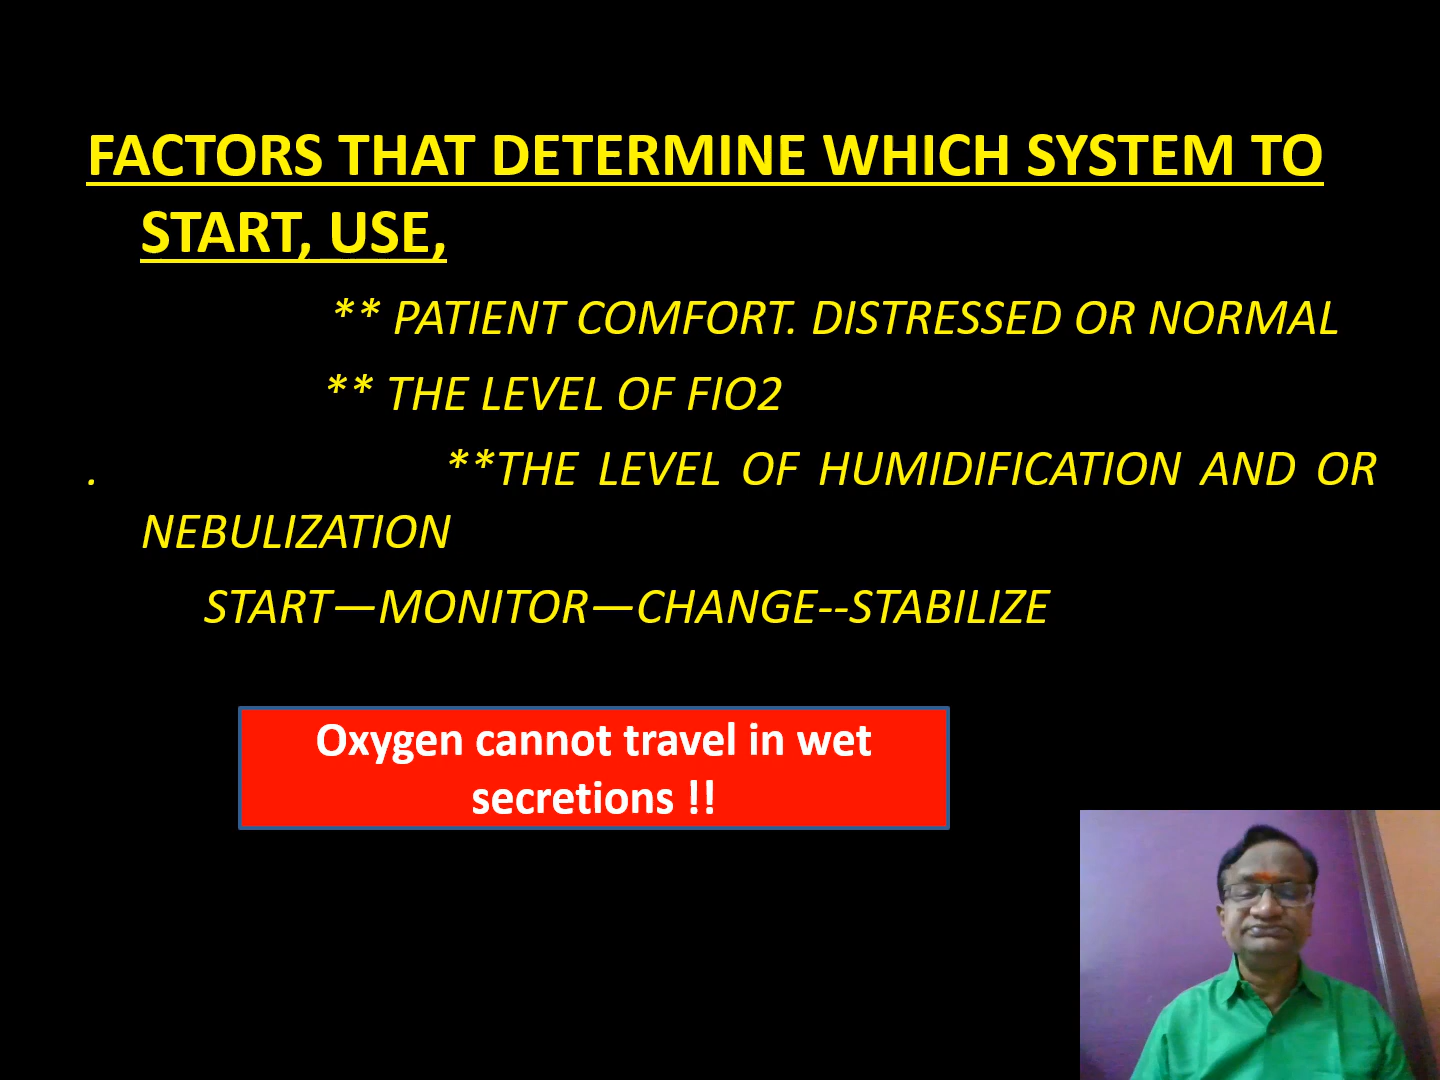 FACTORS THAT DETERMINE WHICH SYSTEM TO
START, USE,
** PATIENT COMFORT. DISTRESSED OR NORMAL
** THE LEVEL OF FIO2
. **THE LEVEL OF HUMIDIFICATION AND OR
NEBULIZATION
START—MONITOR—CHANGE--STABILIZE
Oxygen cannot travel in wet
secretions !!